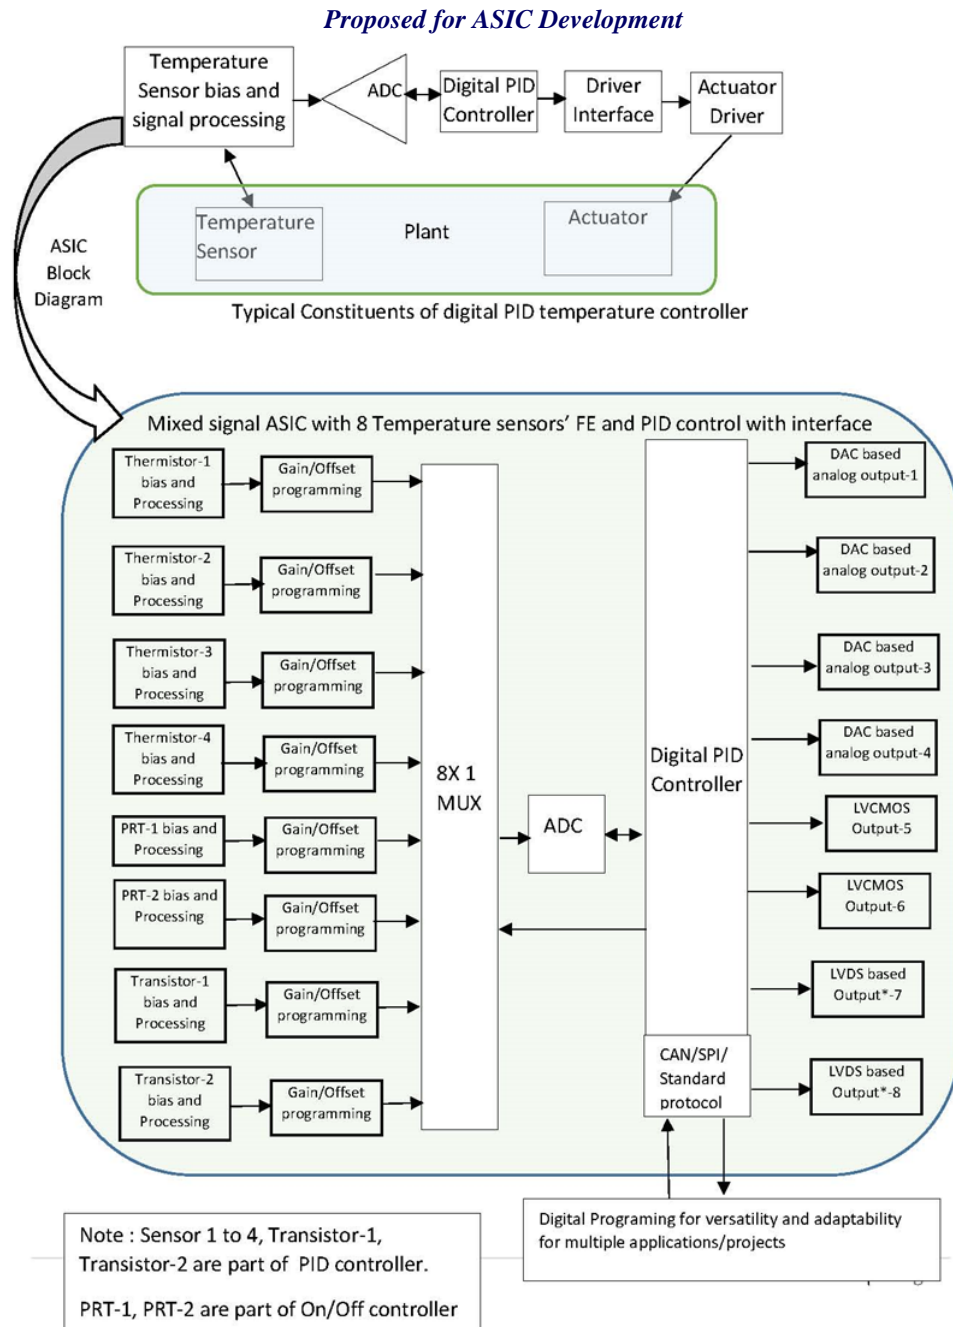 Proposed for ASIC Development
Temperature
Sensor bias and
signal processing
ADC
Digital PID
Controller
Driver
Interface
Actuator
Driver
Temperature
Sensor
Plant
Actuator
ASIC
Block
Diagram
Typical Constituents of digital PID temperature controller
Mixed signal ASIC with 8 Temperature sensors’ FE and PID control with interface
Thermistor-1
bias and
Processing
Gain/Offset
programming
Thermistor-2
bias and
Processing
Gain/Offset
programming
Thermistor-3
bias and
Processing
Gain/Offset
programming
Thermistor-4
bias and
Processing
Gain/Offset
programming
PRT-1 bias and
Processing
Gain/Offset
programming
PRT-2 bias and
Processing
Gain/Offset
programming
Transistor-1
bias and
Processing
Gain/Offset
programming
Transistor-2
bias and
Processing
Gain/Offset
programming
8X 1
MUX
ADC
Digital PID
Controller
CAN/SPI/
Standard
protocol
DAC based
analog output-1
DAC based
analog output-2
DAC based
analog output-3
DAC based
analog output-4
LVCMOS
Output-5
LVCMOS
Output-6
LVDS based
Output*-7
LVDS based
Output*-8
Digital Programing for versatility and adaptability
for multiple applications/projects
Note : Sensor 1 to 4, Transistor-1,
Transistor-2 are part of PID controller.
PRT-1, PRT-2 are part of On/Off controller